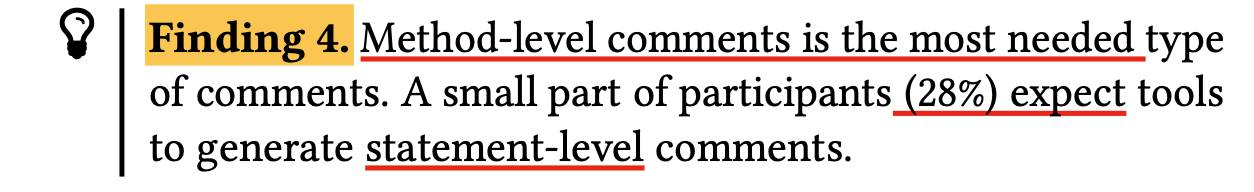 Finding 4. Method-level comments is the most needed type
of comments. A small part of participants (28%) expect tools
to generate statement-level comments.